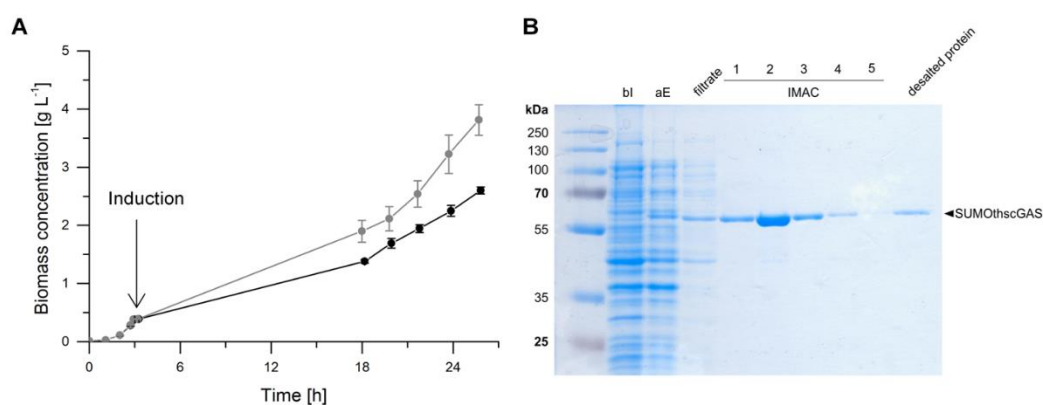 A
Biomass concentration [g L⁻¹]
5
4
3
2
1
0
Induction
0 6 12 18 24
Time [h]
B
bI aE filtrate 1 2 3 4 5 desalted protein
IMAC
kDa
250
130
100
70
55
35
25
SUMOthscGAS